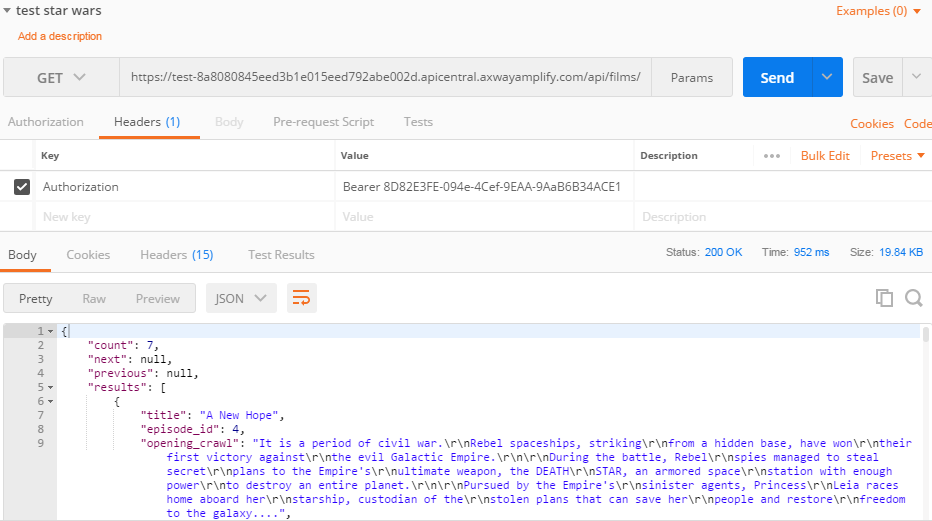 test star wars
Examples (0)
Add a description
GET
https://test-8a8080845eed3b1e015eed792abe002d.apicentral.axwayamplify.com/api/films/
Params
Send
Save
Authorization
Headers (1)
Body
Pre-request Script
Tests
Cookies
Code
Key
Value
Description
Bulk Edit
Presets
Authorization
Bearer 8D82E3FE-094e-4Cef-9EAA-9AaB6B34ACE1
New key
Value
Description
Body
Cookies
Headers (15)
Test Results
Status: 200 OK
Time: 952 ms
Size: 19.84 KB
Pretty
Raw
Preview
JSON
1 {
2 "count": 7,
3 "next": null,
4 "previous": null,
5 "results": [
6 {
7 "title": "A New Hope",
8 "episode_id": 4,
9 "opening_crawl": "It is a period of civil war.\r\nRebel spaceships, striking\r\nfrom a hidden base, have won\r\ntheir
first victory against\r\nthe evil Galactic Empire.\r\n\r\nDuring the battle, Rebel\r\nspies managed to steal
secret\r\nplans to the Empire's\r\nultimate weapon, the DEATH\r\nSTAR, an armored space\r\nstation with enough
power\r\nto destroy an entire planet.\r\n\r\nPursued by the Empire's\r\nsinister agents, Princess\r\nLeia races
home aboard her\r\nstarship, custodian of the\r\nstolen plans that can save her\r\npeople and restore\r\nfreedom
to the galaxy....",